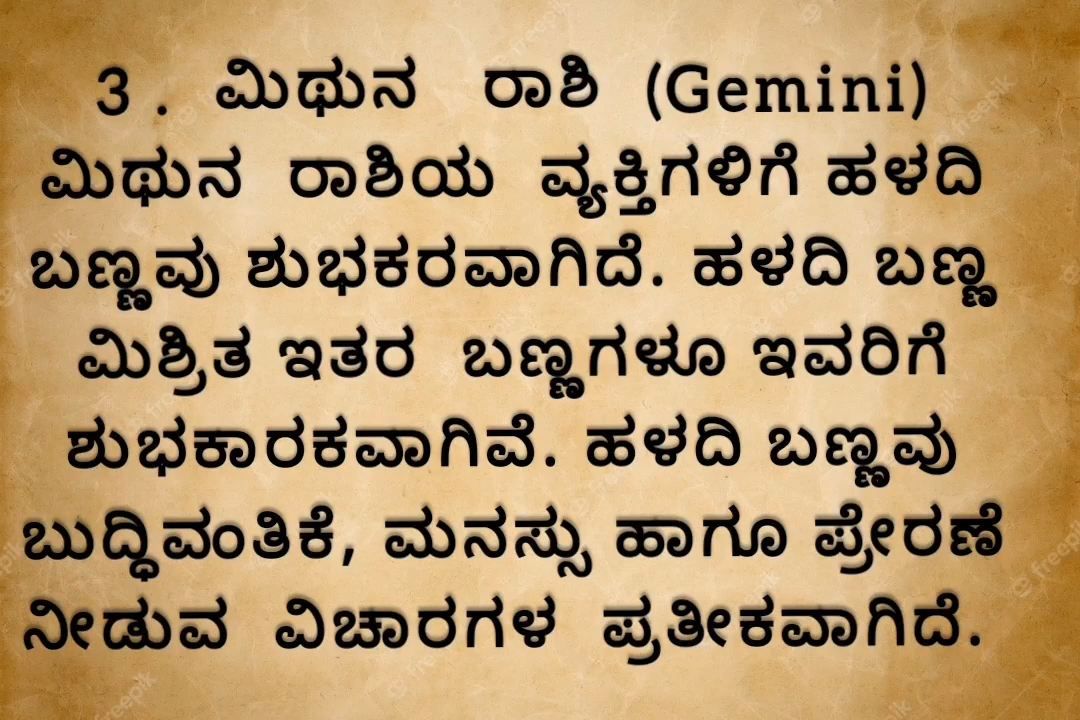 3 . ಮಿಥುನ ರಾಶಿ (Gemini)
ಮಿಥುನ ರಾಶಿಯ ವ್ಯಕ್ತಿಗಳಿಗೆ ಹಳದಿ
ಬಣ್ಣವು ಶುಭಕರವಾಗಿದೆ. ಹಳದಿ ಬಣ್ಣ
ಮಿಶ್ರಿತ ಇತರ ಬಣ್ಣಗಳೂ ಇವರಿಗೆ
ಶುಭಕಾರಕವಾಗಿವೆ. ಹಳದಿ ಬಣ್ಣವು
ಬುದ್ಧಿವಂತಿಕೆ, ಮನಸ್ಸು ಹಾಗೂ ಪ್ರೇರಣೆ
ನೀಡುವ ವಿಚಾರಗಳ ಪ್ರತೀಕವಾಗಿದೆ.